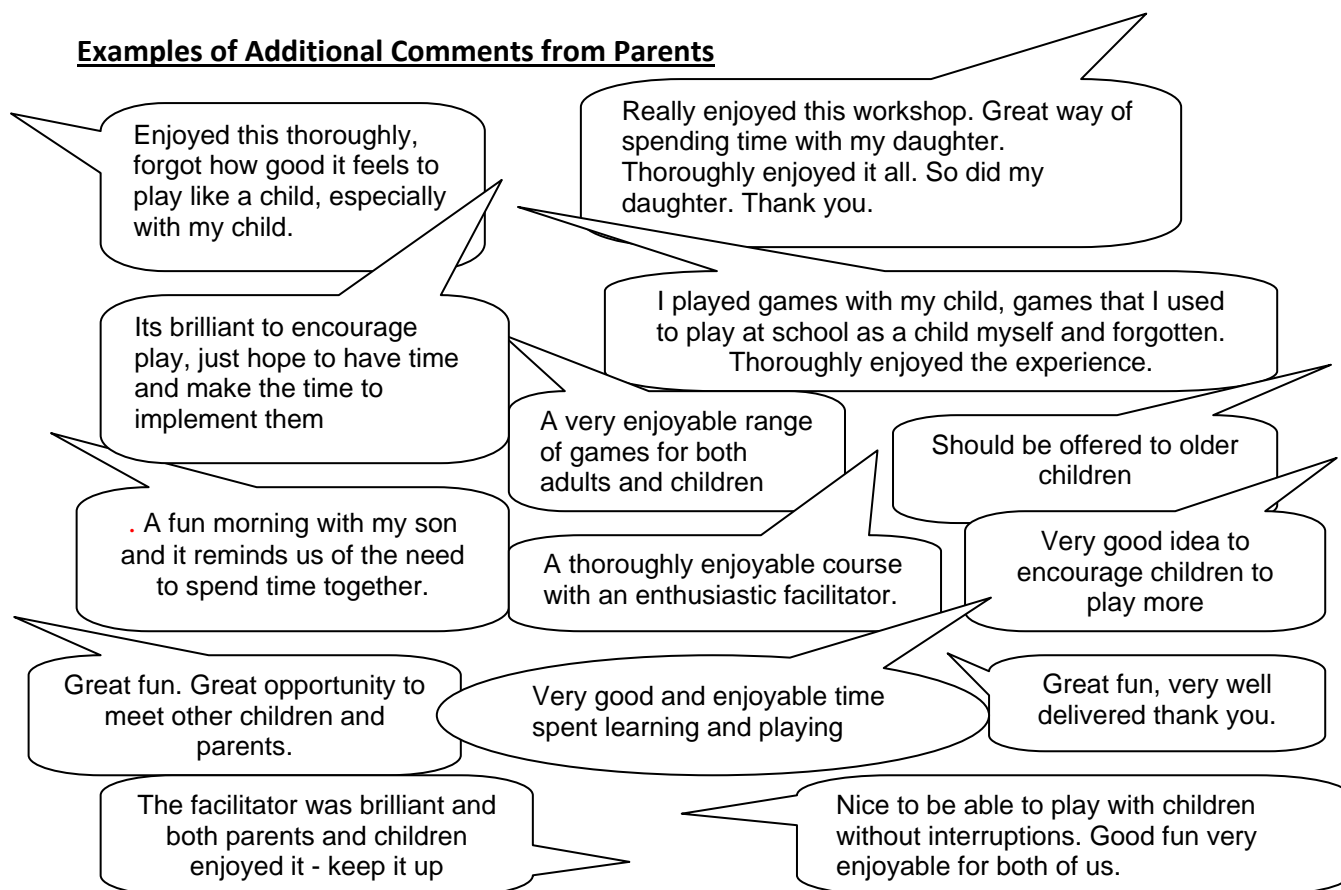 Examples of Additional Comments from Parents
Enjoyed this thoroughly,
forgot how good it feels to
play like a child, especially
with my child.
Really enjoyed this workshop. Great way of
spending time with my daughter.
Thoroughly enjoyed it all. So did my
daughter. Thank you.
Its brilliant to encourage
play, just hope to have time
and make the time to
implement them
I played games with my child, games that I used
to play at school as a child myself and forgotten.
Thoroughly enjoyed the experience.
A very enjoyable range
of games for both
adults and children
Should be offered to older
children
. A fun morning with my son
and it reminds us of the need
to spend time together.
A thoroughly enjoyable course
with an enthusiastic facilitator.
Very good idea to
encourage children to
play more
Great fun. Great opportunity to
meet other children and
parents.
Very good and enjoyable time
spent learning and playing
Great fun, very well
delivered thank you.
The facilitator was brilliant and
both parents and children
enjoyed it - keep it up
Nice to be able to play with children
without interruptions. Good fun very
enjoyable for both of us.